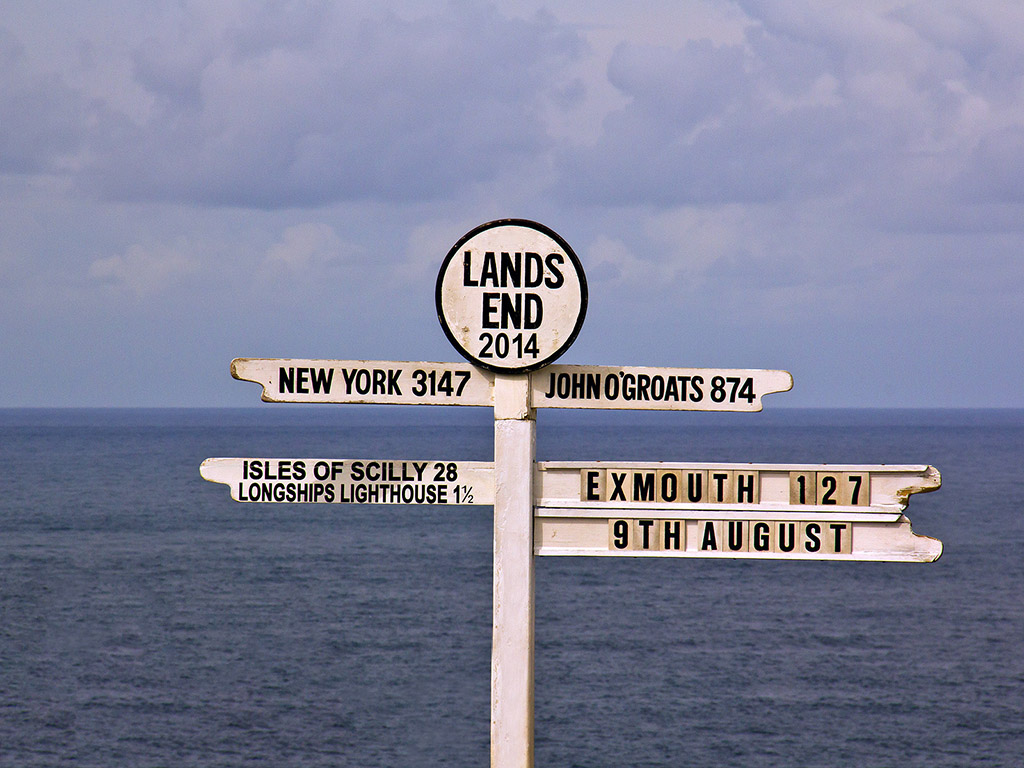 LANDS
END
2014
NEW YORK 3147
JOHN O'GROATS 874
ISLES OF SCILLY 28
LONGSHIPS LIGHTHOUSE 1½
EXMOUTH 127
9TH AUGUST